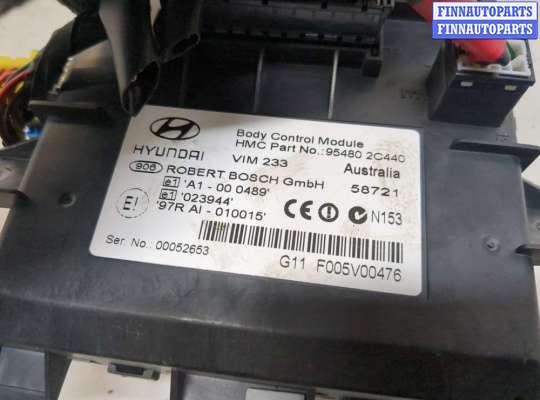 FINNAUTOPARTS
FINNAUTOPARTS
HYUNDAI
Body Control Module
HMC Part No.:95480 2C440
VIM 233 Australia
906 ROBERT BOSCH GmbH 58721
e1 'A1 - 00 0489'
e1 '023944'
E1 '97R AI - 010015' CE N153
Ser. No.: 00052653
G11 F005V00476